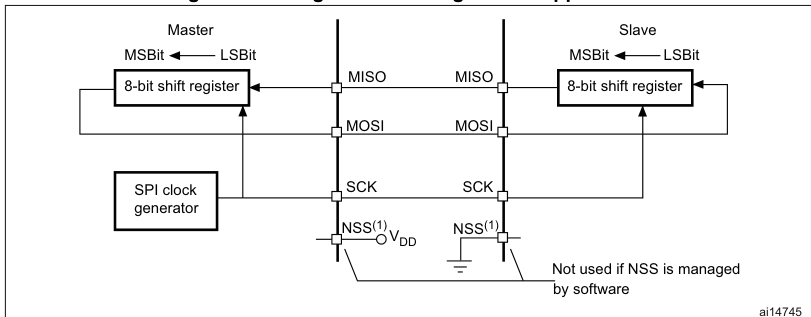 Master
Slave
MSBit LSBit
MSBit LSBit
8-bit shift register
MISO
MISO
8-bit shift register
MOSI
MOSI
SPI clock
generator
SCK
SCK
NSS(1)
VDD
NSS(1)
Not used if NSS is managed
by software
ai14745